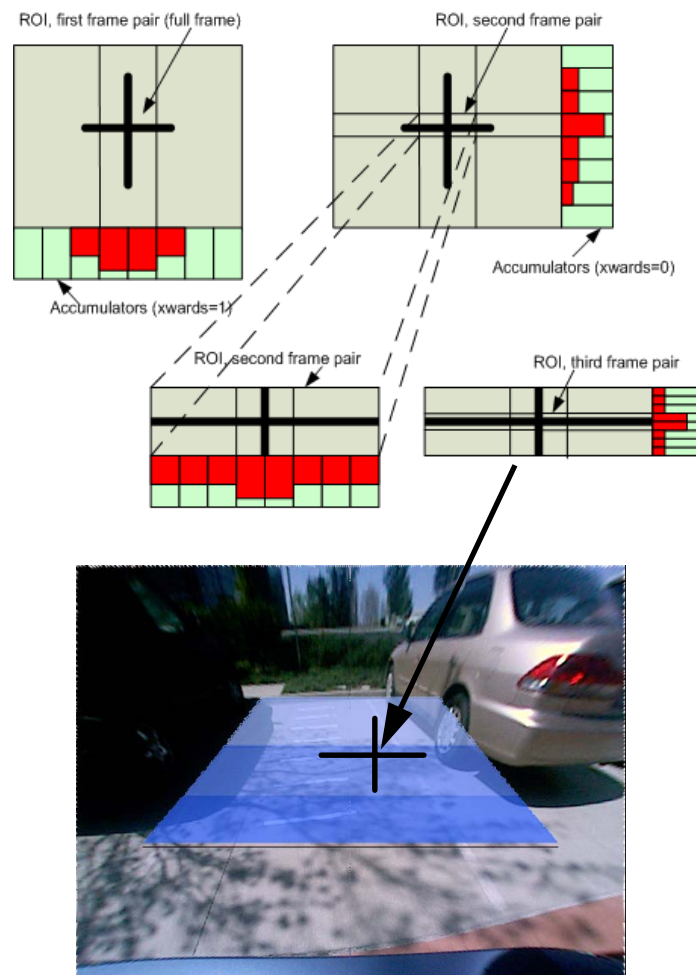 ROI, first frame pair (full frame)
ROI, second frame pair
Accumulators (xwards=1)
Accumulators (xwards=0)
ROI, second frame pair
ROI, third frame pair